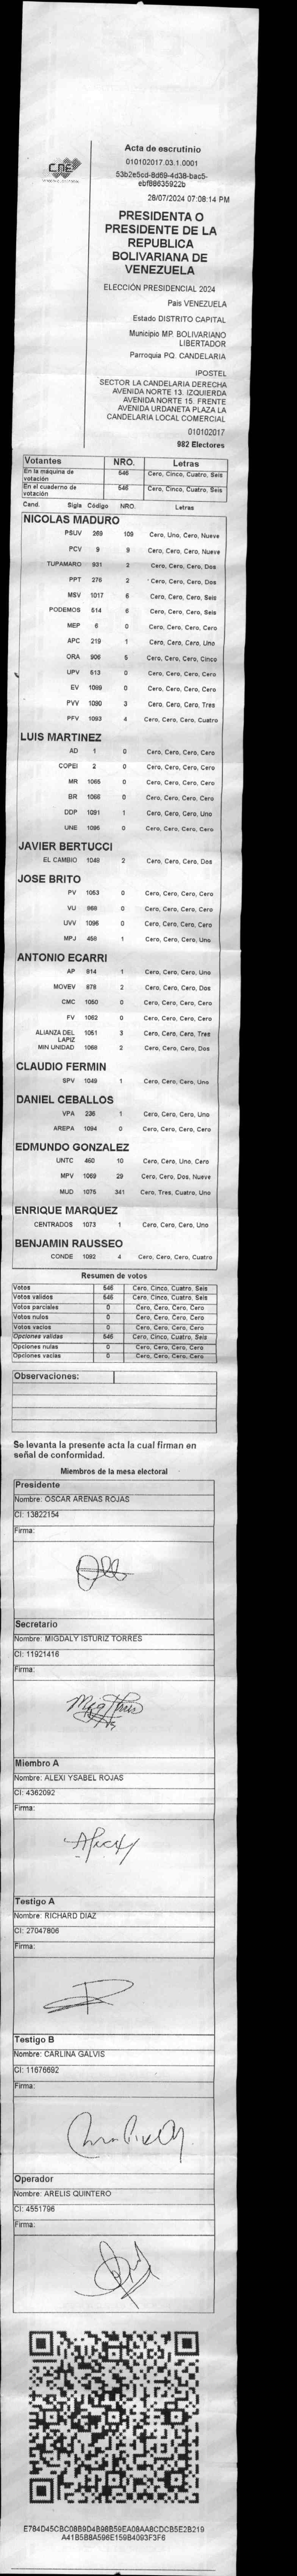 CNE
Acta de escrutinio
010102017.03.1.0001
53b2e5cd-8d69-4d38-bac5-
ebf88635922b
28/07/2024 07:08:14 PM
PRESIDENTA O
PRESIDENTE DE LA
REPUBLICA
BOLIVARIANA DE
VENEZUELA
ELECCIÓN PRESIDENCIAL 2024
Pais VENEZUELA
Estado DISTRITO CAPITAL
Municipio MP. BOLIVARIANO
LIBERTADOR
Parroquia PQ. CANDELARIA
IPOSTEL
SECTOR LA CANDELARIA DERECHA
AVENIDA NORTE 13. IZQUIERDA
AVENIDA NORTE 15. FRENTE
AVENIDA URDANETA PLAZA LA
CANDELARIA LOCAL COMERCIAL
010102017
982 Electores
Votantes NRO. Letras
En la máquina de votación 546 Cero, Cinco, Cuatro, Seis
En el cuaderno de votación 546 Cero, Cinco, Cuatro, Seis
Cand. Sigla Código NRO. Letras
NICOLAS MADURO
PSUV 269 109 Cero, Uno, Cero, Nueve
PCV 9 9 Cero, Cero, Cero, Nueve
TUPAMARO 931 2 Cero, Cero, Cero, Dos
PPT 276 2 Cero, Cero, Cero, Dos
MSV 1017 6 Cero, Cero, Cero, Seis
PODEMOS 514 6 Cero, Cero, Cero, Seis
MEP 6 0 Cero, Cero, Cero, Cero
APC 219 1 Cero, Cero, Cero, Uno
ORA 906 5 Cero, Cero, Cero, Cinco
UPV 513 0 Cero, Cero, Cero, Cero
EV 1089 0 Cero, Cero, Cero, Cero
PVV 1090 3 Cero, Cero, Cero, Tres
PFV 1093 4 Cero, Cero, Cero, Cuatro
LUIS MARTINEZ
AD 1 0 Cero, Cero, Cero, Cero
COPEI 2 0 Cero, Cero, Cero, Cero
MR 1065 0 Cero, Cero, Cero, Cero
BR 1066 0 Cero, Cero, Cero, Cero
DDP 1091 1 Cero, Cero, Cero, Uno
UNE 1095 0 Cero, Cero, Cero, Cero
JAVIER BERTUCCI
EL CAMBIO 1048 2 Cero, Cero, Cero, Dos
JOSE BRITO
PV 1053 0 Cero, Cero, Cero, Cero
VU 968 0 Cero, Cero, Cero, Cero
UVV 1096 0 Cero, Cero, Cero, Cero
MPJ 458 1 Cero, Cero, Cero, Uno
ANTONIO ECARRI
AP 914 1 Cero, Cero, Cero, Uno
MOVEV 878 2 Cero, Cero, Cero, Dos
CMC 1050 0 Cero, Cero, Cero, Cero
FV 1062 0 Cero, Cero, Cero, Cero
ALIANZA DEL LAPIZ 1051 3 Cero, Cero, Cero, Tres
MIN UNIDAD 1068 2 Cero, Cero, Cero, Dos
CLAUDIO FERMIN
SPV 1049 1 Cero, Cero, Cero, Uno
DANIEL CEBALLOS
VPA 236 1 Cero, Cero, Cero, Uno
AREPA 1094 0 Cero, Cero, Cero, Cero
EDMUNDO GONZALEZ
UNTC 460 10 Cero, Cero, Uno, Cero
MPV 1069 29 Cero, Cero, Dos, Nueve
MUD 1075 341 Cero, Tres, Cuatro, Uno
ENRIQUE MARQUEZ
CENTRADOS 1073 1 Cero, Cero, Cero, Uno
BENJAMIN RAUSSEO
CONDE 1082 4 Cero, Cero, Cero, Cuatro
Resumen de votos
Votos 546 Cero, Cinco, Cuatro, Seis
Votos validos 546 Cero, Cinco, Cuatro, Seis
Votos parciales 0 Cero, Cero, Cero, Cero
Votos nulos 0 Cero, Cero, Cero, Cero
Votos vacios 0 Cero, Cero, Cero, Cero
Opciones validas 546 Cero, Cinco, Cuatro, Seis
Opciones nulas 0 Cero, Cero, Cero, Cero
Opciones vacias 0 Cero, Cero, Cero, Cero
Observaciones:
Se levanta la presente acta la cual firman en
señal de conformidad.
Miembros de la mesa electoral
Presidente
Nombre: OSCAR ARENAS ROJAS
CI: 13822154
Firma:
Secretario
Nombre: MIGDALY ISTURIZ TORRES
CI: 11921416
Firma:
Miembro A
Nombre: ALEXI YSABEL ROJAS
CI: 4362092
Firma:
Testigo A
Nombre: RICHARD DIAZ
CI: 27047806
Firma:
Testigo B
Nombre: CARLINA GALVIS
CI: 11676692
Firma:
Operador
Nombre: ARELIS QUINTERO
CI: 4551796
Firma:
E784D45CBC08B9D4B98B59EA08AA8CDCB5E2B219
A41B5B8A596E159B4093F3F6